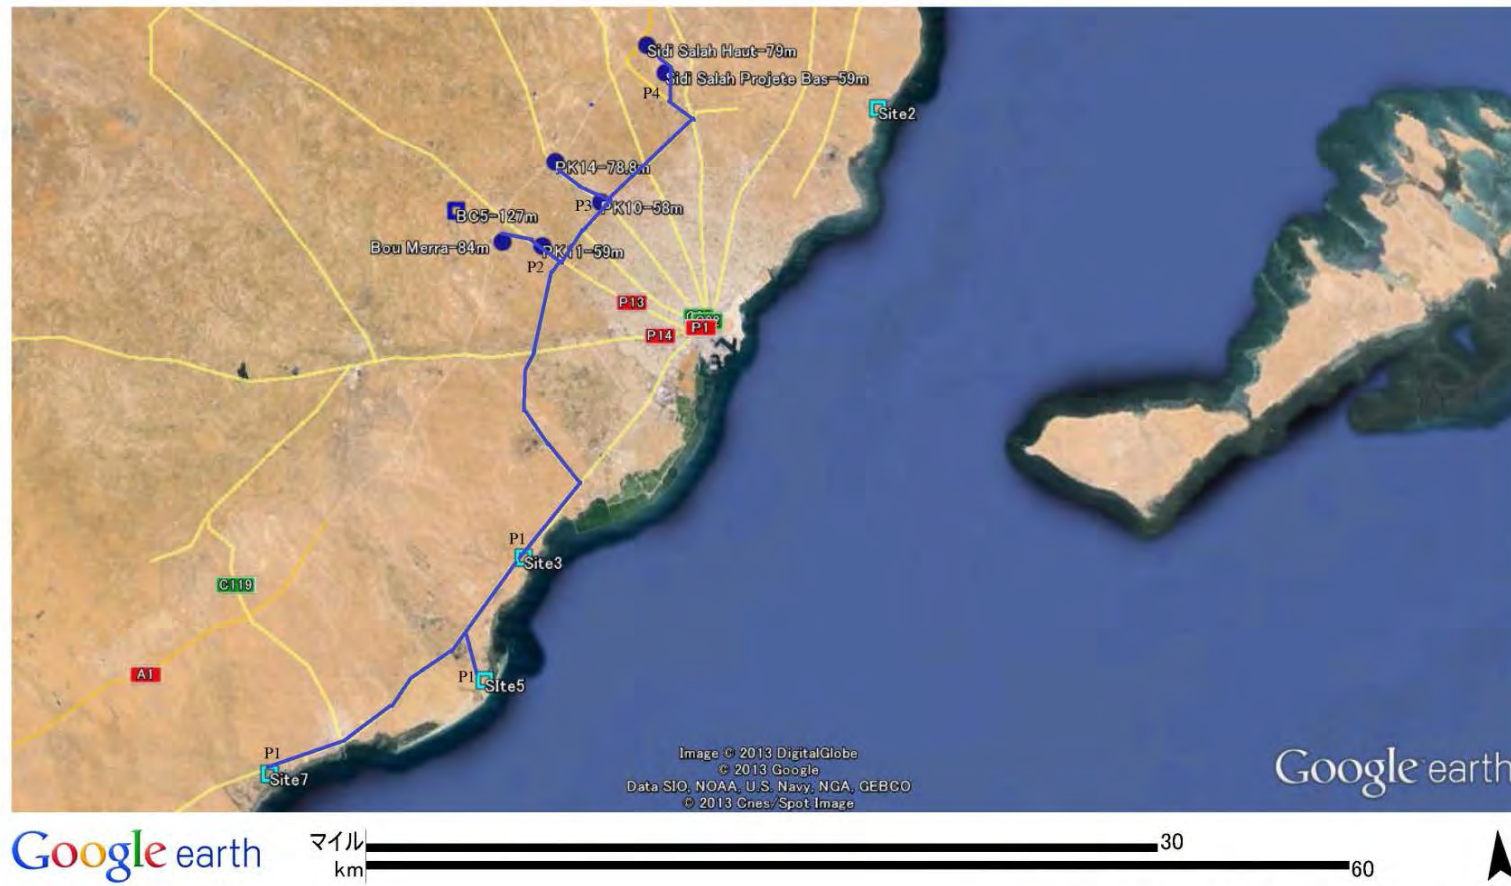 Sidi Salah Haut-79m
Sidi Salah Projete Bas-59m
P4
Site2
PK14-78.8m
P3
PK10-58m
BC5-127m
Bou Merra-84m
PK11-59m
P2
P13
P1
P14
P1
Site3
C119
A1
P1
SIte5
P1
Site7
Image © 2013 DigitalGlobe
© 2013 Google
Data SIO, NOAA, U.S. Navy, NGA, GEBCO
© 2013 Cnes/Spot Image
Google earth
Google earth
マイル
30
km
60